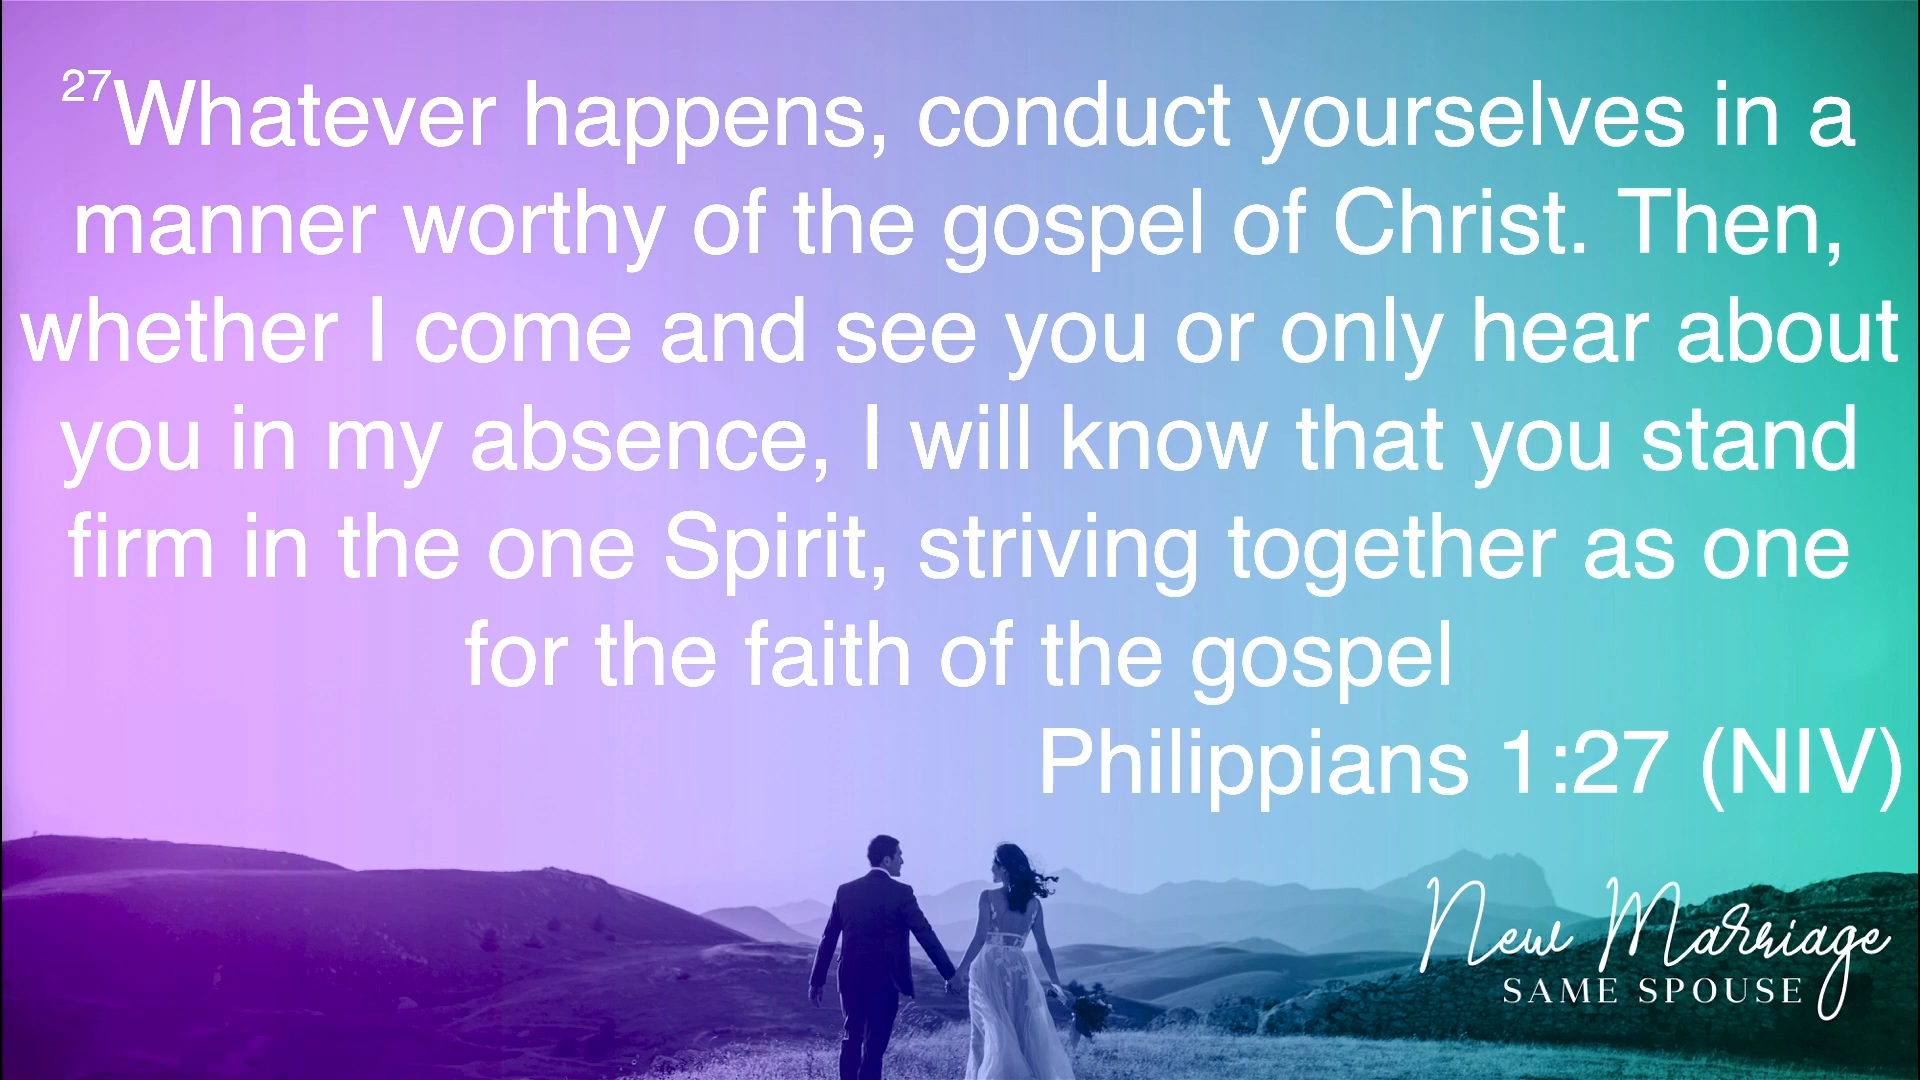 27Whatever happens, conduct yourselves in a
manner worthy of the gospel of Christ. Then,
whether I come and see you or only hear about
you in my absence, I will know that you stand
firm in the one Spirit, striving together as one
for the faith of the gospel
Philippians 1:27 (NIV)
New Marriage
SAME SPOUSE